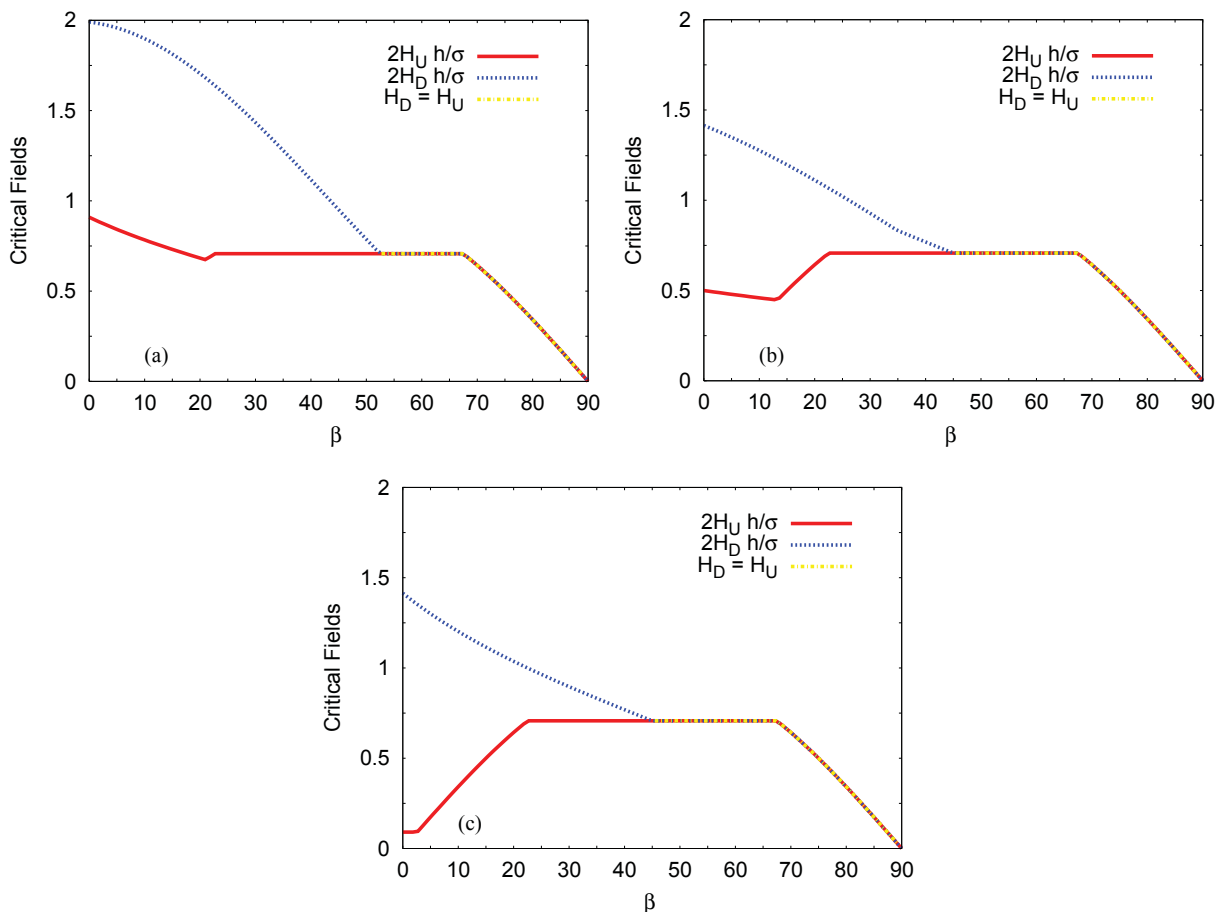 2
1.5
1
0.5
0
Critical Fields
2H_U h/σ
2H_D h/σ
H_D = H_U
(a)
0 10 20 30 40 50 60 70 80 90
β
2
1.5
1
0.5
0
Critical Fields
2H_U h/σ
2H_D h/σ
H_D = H_U
(b)
0 10 20 30 40 50 60 70 80 90
β
2
1.5
1
0.5
0
Critical Fields
2H_U h/σ
2H_D h/σ
H_D = H_U
(c)
0 10 20 30 40 50 60 70 80 90
β